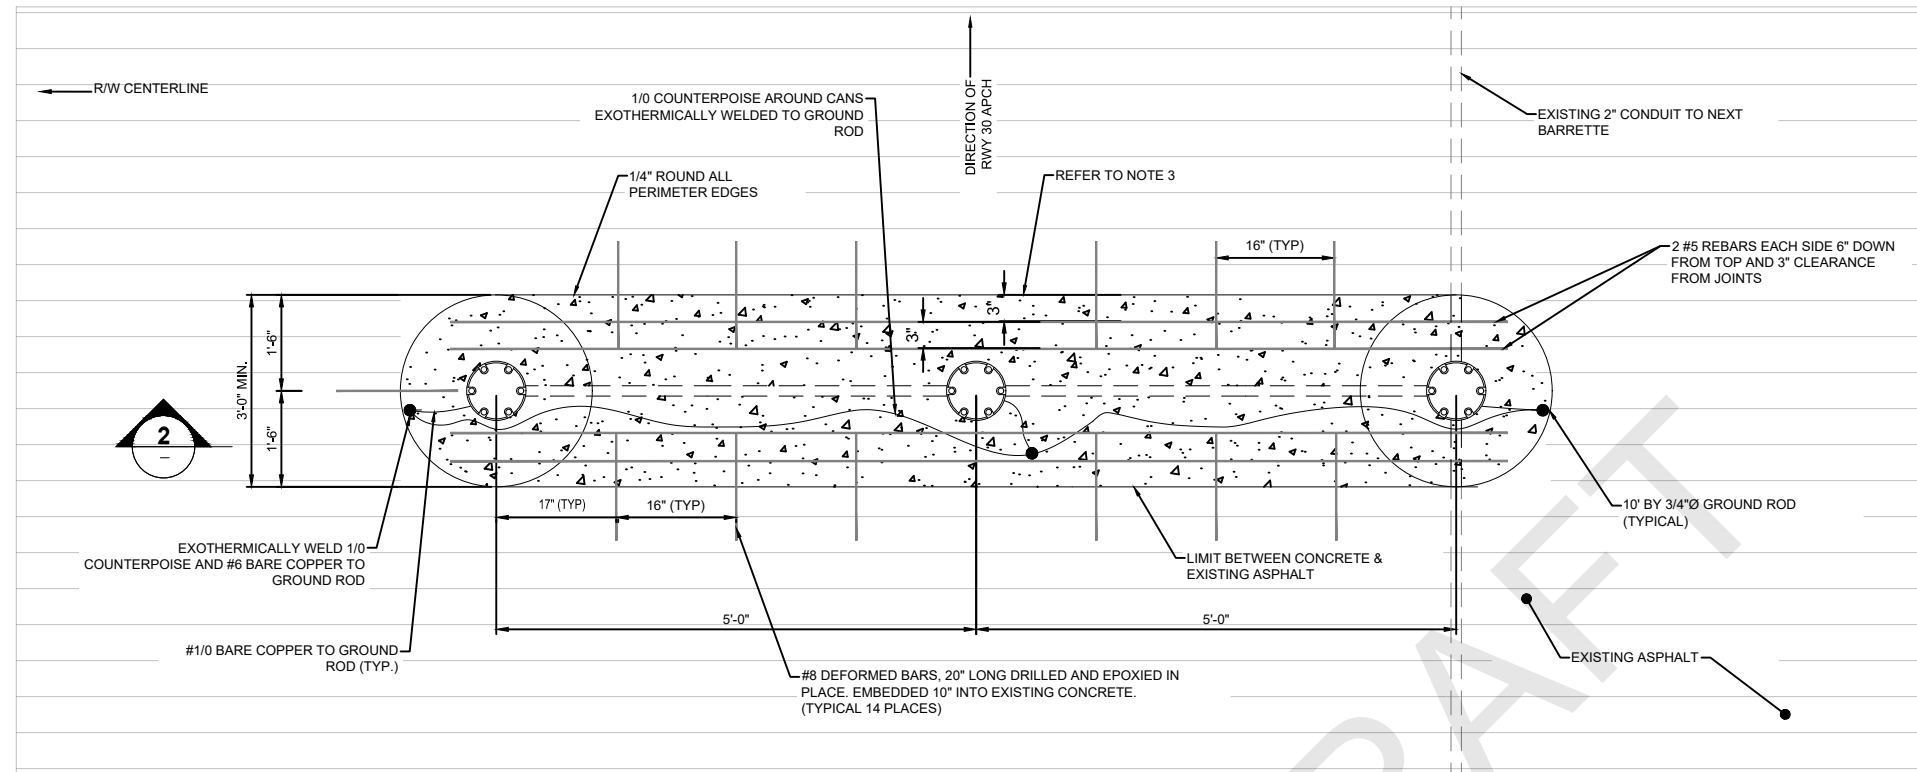 R/W CENTERLINE
DIRECTION OF
RWY 30 APCH
1/0 COUNTERPOISE AROUND CANS
EXOTHERMICALLY WELDED TO GROUND
ROD
EXISTING 2" CONDUIT TO NEXT
BARRETTE
1/4" ROUND ALL
PERIMETER EDGES
REFER TO NOTE 3
16" (TYP)
2 #5 REBARS EACH SIDE 6" DOWN
FROM TOP AND 3" CLEARANCE
FROM JOINTS
3"
3"
3'-0" MIN.
1'-6"
1'-6"
2
–
17" (TYP)
16" (TYP)
10' BY 3/4"Ø GROUND ROD
(TYPICAL)
EXOTHERMICALLY WELD 1/0
COUNTERPOISE AND #6 BARE COPPER TO
GROUND ROD
LIMIT BETWEEN CONCRETE &
EXISTING ASPHALT
5'-0"
5'-0"
#1/0 BARE COPPER TO GROUND
ROD (TYP.)
EXISTING ASPHALT
#8 DEFORMED BARS, 20" LONG DRILLED AND EPOXIED IN
PLACE. EMBEDDED 10" INTO EXISTING CONCRETE.
(TYPICAL 14 PLACES)
RAFT